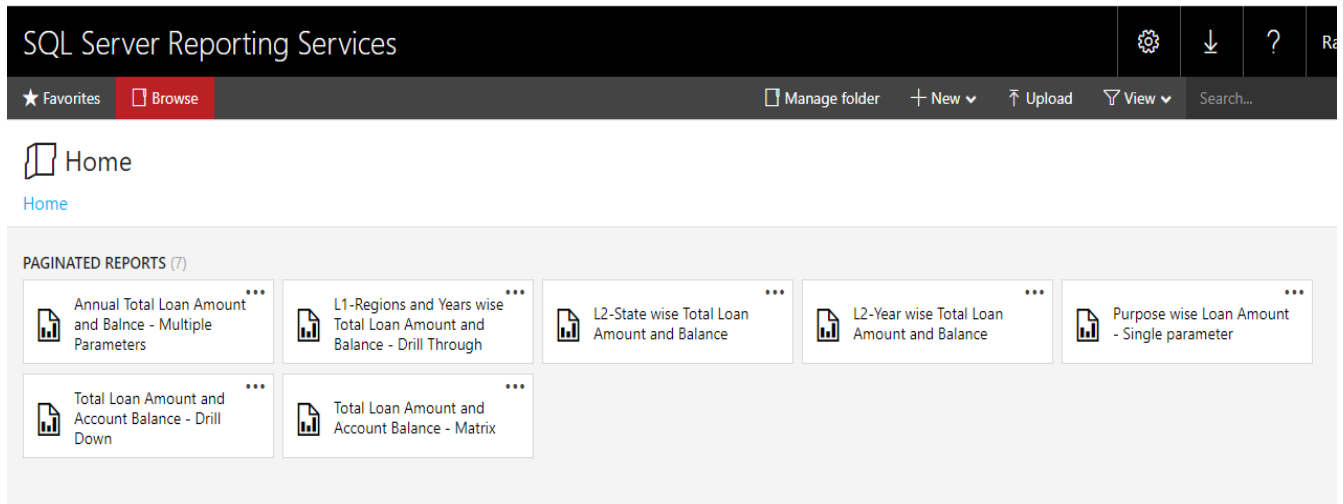 SQL Server Reporting Services
?
Ra
Favorites
Browse
Manage folder
New
Upload
View
Search...
Home
Home
PAGINATED REPORTS (7)
Annual Total Loan Amount
and Balnce - Multiple
Parameters
L1-Regions and Years wise
Total Loan Amount and
Balance - Drill Through
L2-State wise Total Loan
Amount and Balance
L2-Year wise Total Loan
Amount and Balance
Purpose wise Loan Amount
- Single parameter
Total Loan Amount and
Account Balance - Drill
Down
Total Loan Amount and
Account Balance - Matrix